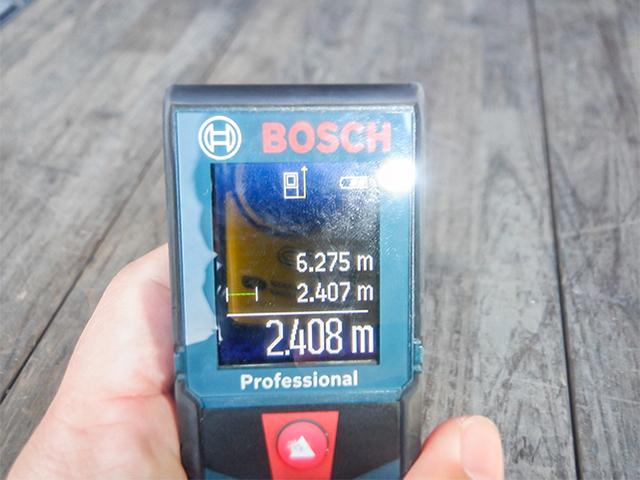 BOSCH
6.275 m
2.407 m
2.408 m
Professional